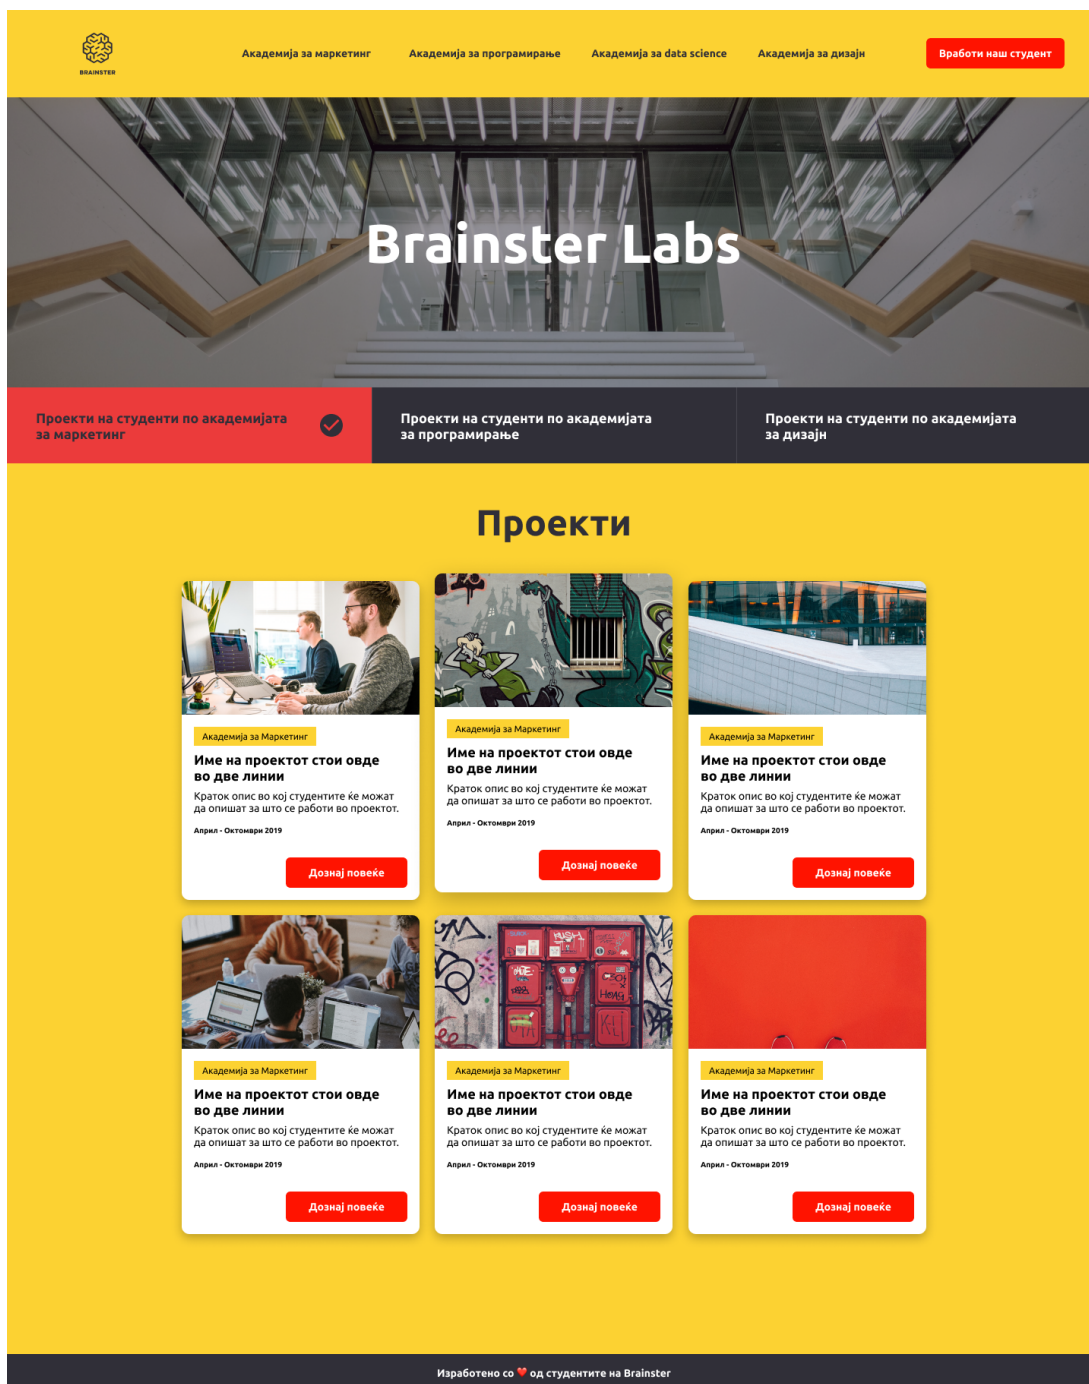 BRAINSTER
Академија за маркетинг
Академија за програмирање
Академија за data science
Академија за дизајн
Вработи наш студент
Brainster Labs
Проекти на студенти по академијата
за маркетинг
Проекти на студенти по академијата
за програмирање
Проекти на студенти по академијата
за дизајн
Проекти
Академија за Маркетинг
Име на проектот стои овде
во две линии
Краток опис во кој студентите ќе можат
да опишат за што се работи во проектот.
Април - Октомври 2019
Дознај повеќе
Академија за Маркетинг
Име на проектот стои овде
во две линии
Краток опис во кој студентите ќе можат
да опишат за што се работи во проектот.
Април - Октомври 2019
Дознај повеќе
Академија за Маркетинг
Име на проектот стои овде
во две линии
Краток опис во кој студентите ќе можат
да опишат за што се работи во проектот.
Април - Октомври 2019
Дознај повеќе
Академија за Маркетинг
Име на проектот стои овде
во две линии
Краток опис во кој студентите ќе можат
да опишат за што се работи во проектот.
Април - Октомври 2019
Дознај повеќе
Академија за Маркетинг
Име на проектот стои овде
во две линии
Краток опис во кој студентите ќе можат
да опишат за што се работи во проектот.
Април - Октомври 2019
Дознај повеќе
Академија за Маркетинг
Име на проектот стои овде
во две линии
Краток опис во кој студентите ќе можат
да опишат за што се работи во проектот.
Април - Октомври 2019
Дознај повеќе
Изработено со ❤️ од студентите на Brainster